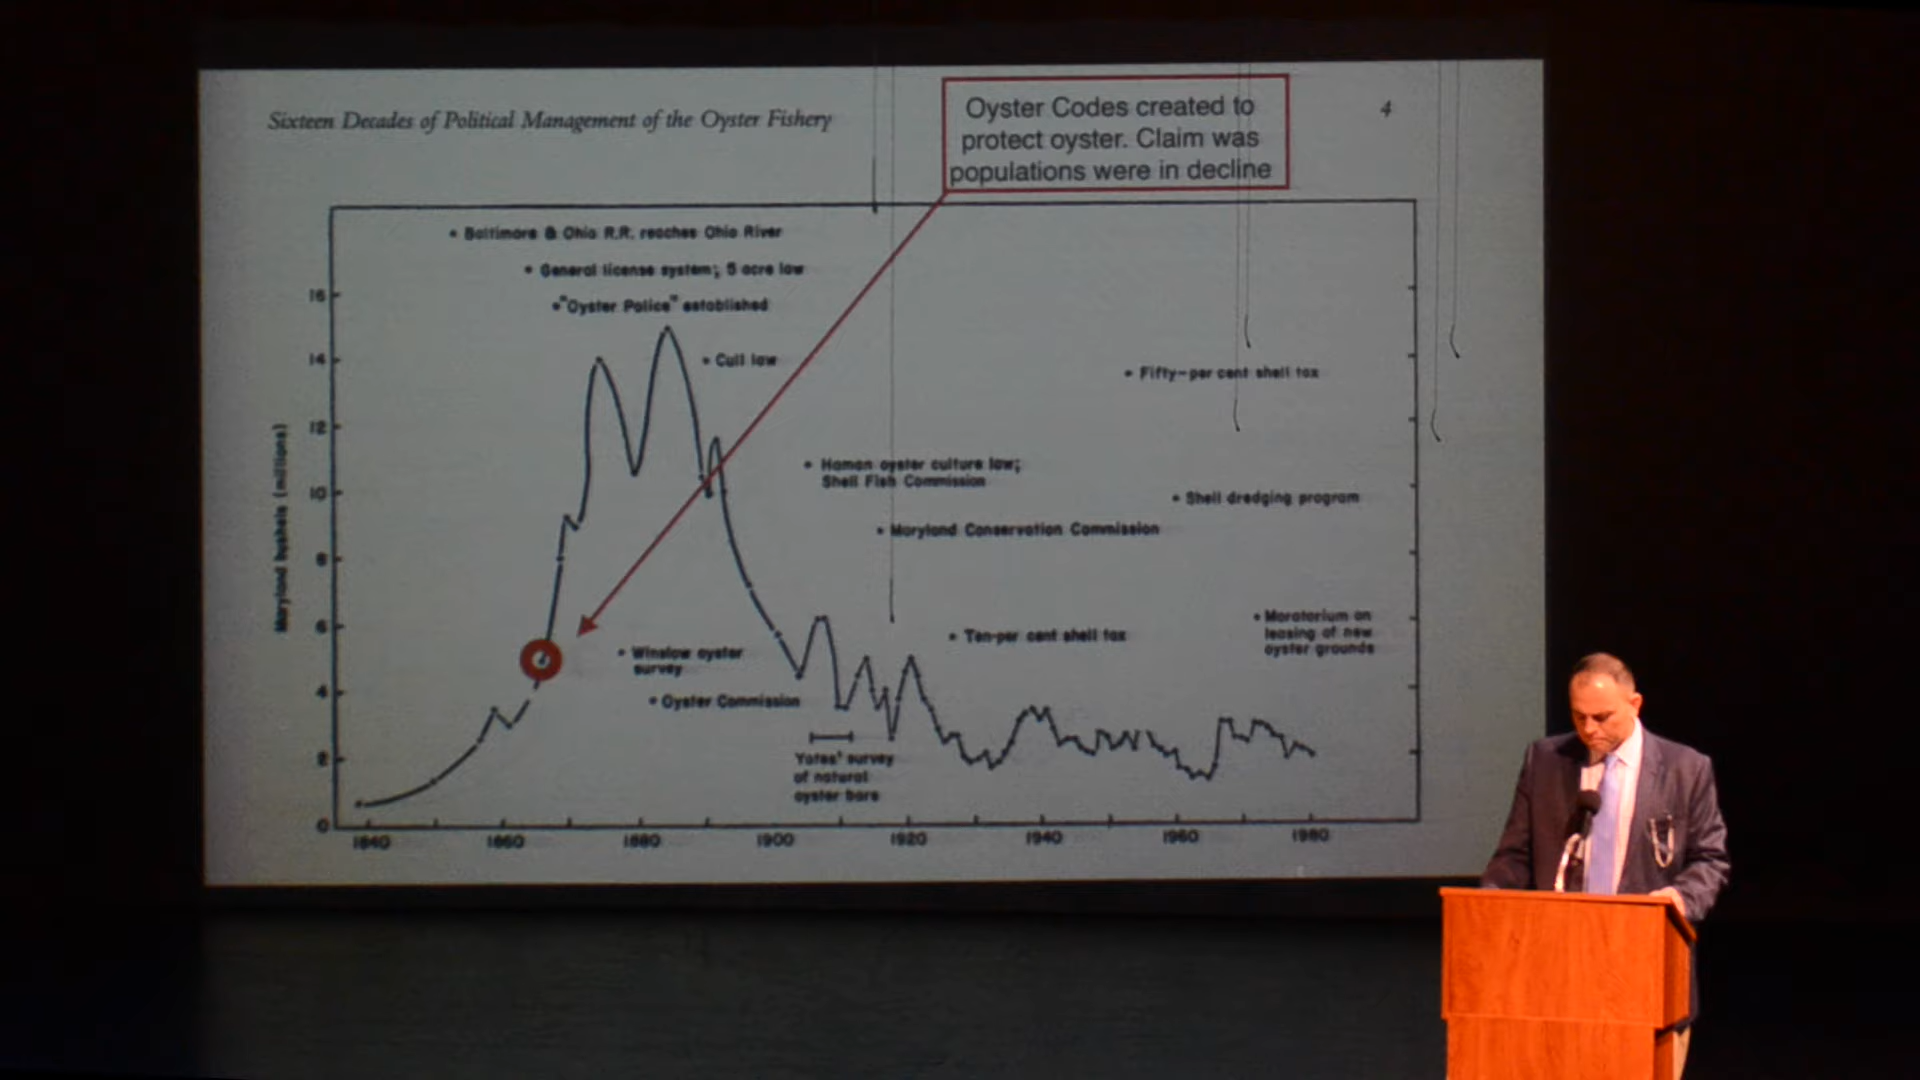 Sixteen Decades of Political Management of the Oyster Fishery
4
Oyster Codes created to
protect oyster. Claim was
populations were in decline
• Baltimore & Ohio R.R. reaches Ohio River
• General license system; 5 acre law
•"Oyster Police" established
• Cull law
• Fifty-per cent shell tax
• Haman oyster culture law;
Shell Fish Commission
• Shell dredging program
• Maryland Conservation Commission
• Moratorium on
leasing of new
oyster grounds
• Ten-per cent shell tax
• Winslow oyster
survey
• Oyster Commission
Yates' survey
of natural
oyster bars
Maryland bushels (millions)
16
14
12
10
8
6
4
2
0
1840 1860 1880 1900 1920 1940 1960 1980